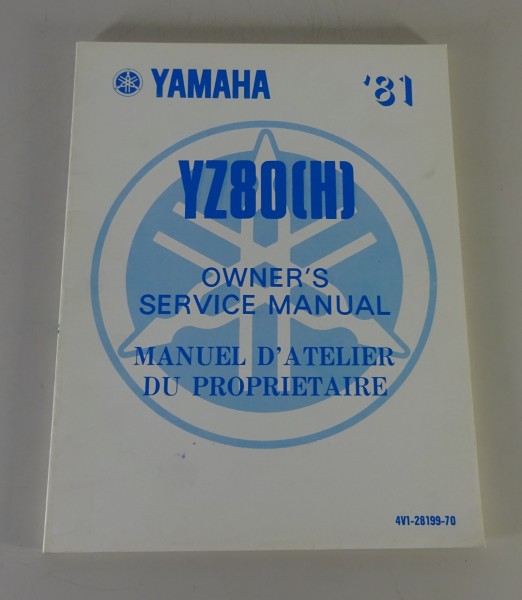 YAMAHA '81
YZ80(H)
OWNER'S
SERVICE MANUAL
MANUEL D'ATELIER
DU PROPRIETAIRE
4V1-28199-70